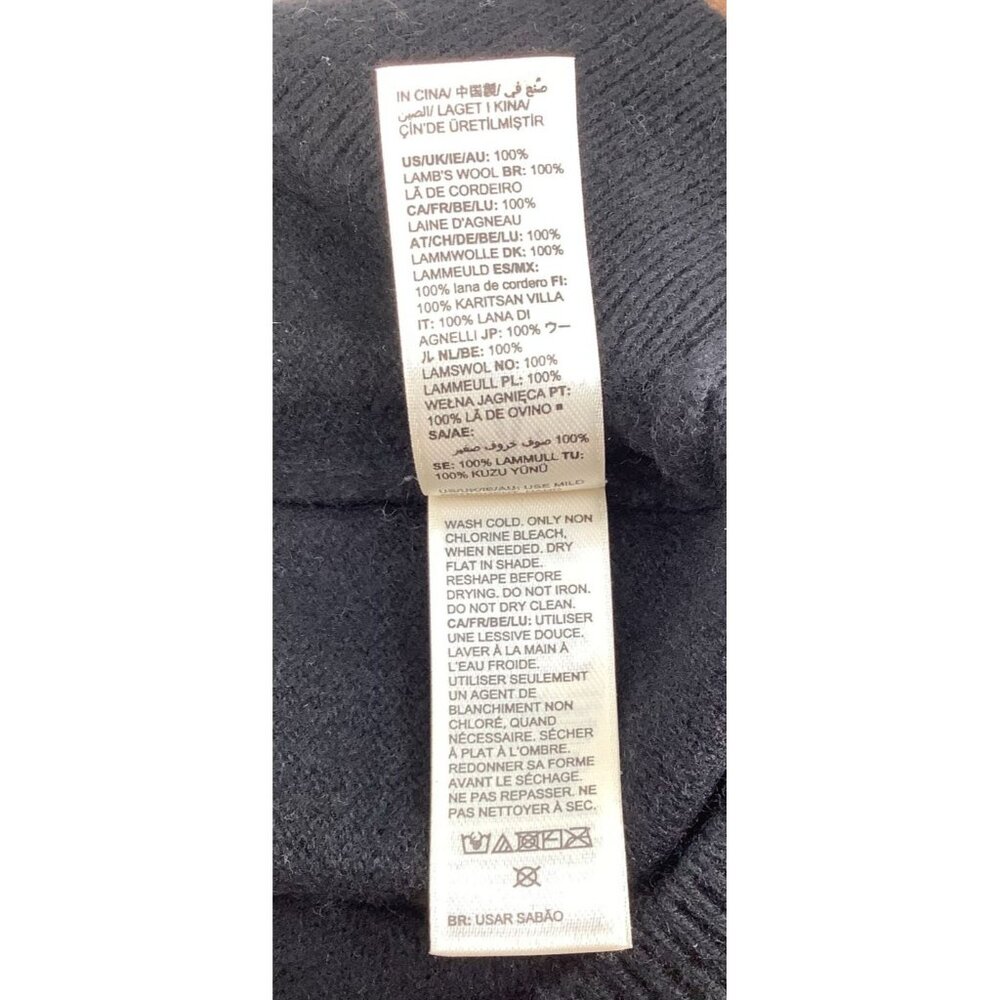 IN CINA/ 中国製/ صُنع في
الصين/ LAGET I KINA/
ÇİN'DE ÜRETİLMİŞTİR
US/UK/IE/AU: 100%
LAMB'S WOOL BR: 100%
LÃ DE CORDEIRO
CA/FR/BE/LU: 100%
LAINE D'AGNEAU
AT/CH/DE/BE/LU: 100%
LAMMWOLLE DK: 100%
LAMMEULD ES/MX:
100% lana de cordero FI:
100% KARITSAN VILLA
IT: 100% LANA DI
AGNELLI JP: 100% ウー
ル NL/BE: 100%
LAMSWOL NO: 100%
LAMMEULL PL: 100%
WEŁNA JAGNIĘCA PT:
100% LÃ DE OVINO ■
SA/AE:
100% صوف خروف صغير
SE: 100% LAMMULL TU:
100% KUZU YÜNÜ
US/UK/IE/AU: USE MILD
WASH COLD. ONLY NON
CHLORINE BLEACH,
WHEN NEEDED. DRY
FLAT IN SHADE.
RESHAPE BEFORE
DRYING. DO NOT IRON.
DO NOT DRY CLEAN.
CA/FR/BE/LU: UTILISER
UNE LESSIVE DOUCE.
LAVER À LA MAIN À
L'EAU FROIDE.
UTILISER SEULEMENT
UN AGENT DE
BLANCHIMENT NON
CHLORÉ, QUAND
NÉCESSAIRE. SÉCHER
À PLAT À L'OMBRE.
REDONNER SA FORME
AVANT LE SÉCHAGE.
NE PAS REPASSER. NE
PAS NETTOYER À SEC.
BR: USAR SABÃO